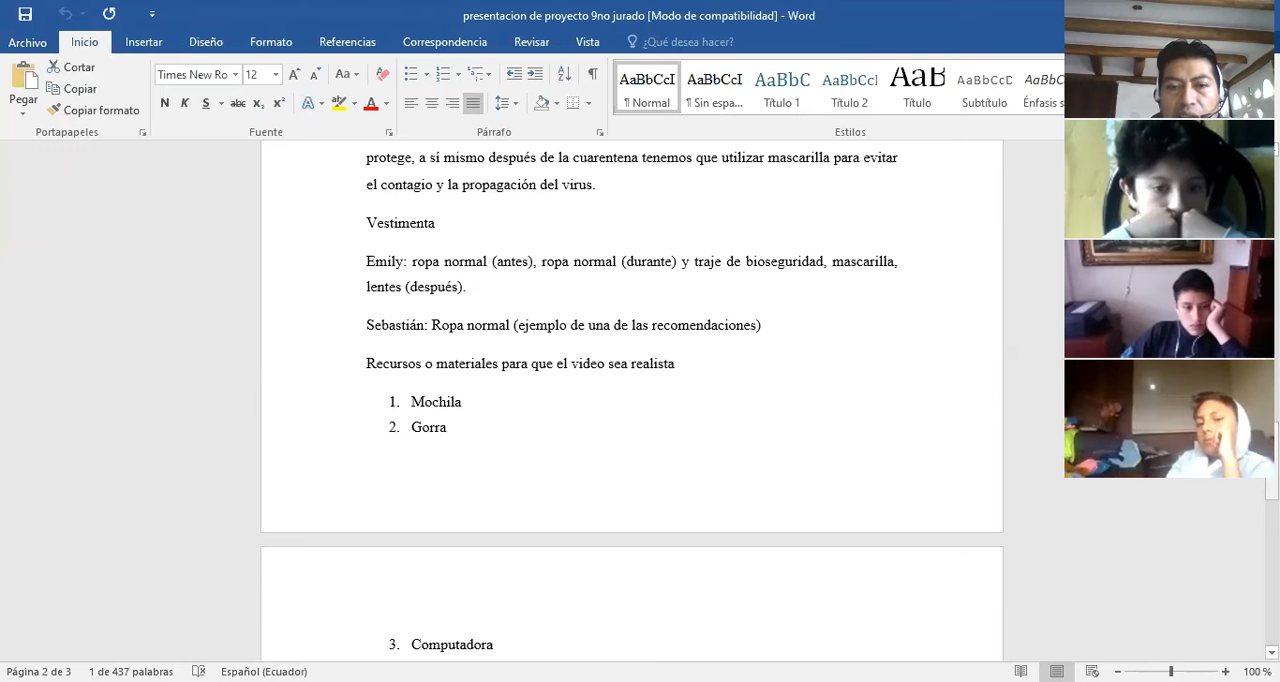 presentacion de proyecto 9no jurado [Modo de compatibilidad] - Word
Archivo Inicio Insertar Diseño Formato Referencias Correspondencia Revisar Vista ¿Qué desea hacer?
Pegar
Cortar
Copiar
Copiar formato
Portapapeles
Times New Ro 12
Aa
N K S abc x₂ x²
A ab A
Fuente
Párrafo
AaBbCcI AaBbCcI AaBbC AaBbCcI AaB AaBbCcD AaBbC
¶ Normal ¶ Sin espa... Título 1 Título 2 Título Subtítulo Énfasis s
Estilos
protege, a sí mismo después de la cuarentena tenemos que utilizar mascarilla para evitar
el contagio y la propagación del virus.
Vestimenta
Emily: ropa normal (antes), ropa normal (durante) y traje de bioseguridad, mascarilla,
lentes (después).
Sebastián: Ropa normal (ejemplo de una de las recomendaciones)
Recursos o materiales para que el video sea realista
1. Mochila
2. Gorra
3. Computadora
Página 2 de 3 1 de 437 palabras Español (Ecuador) 100 %